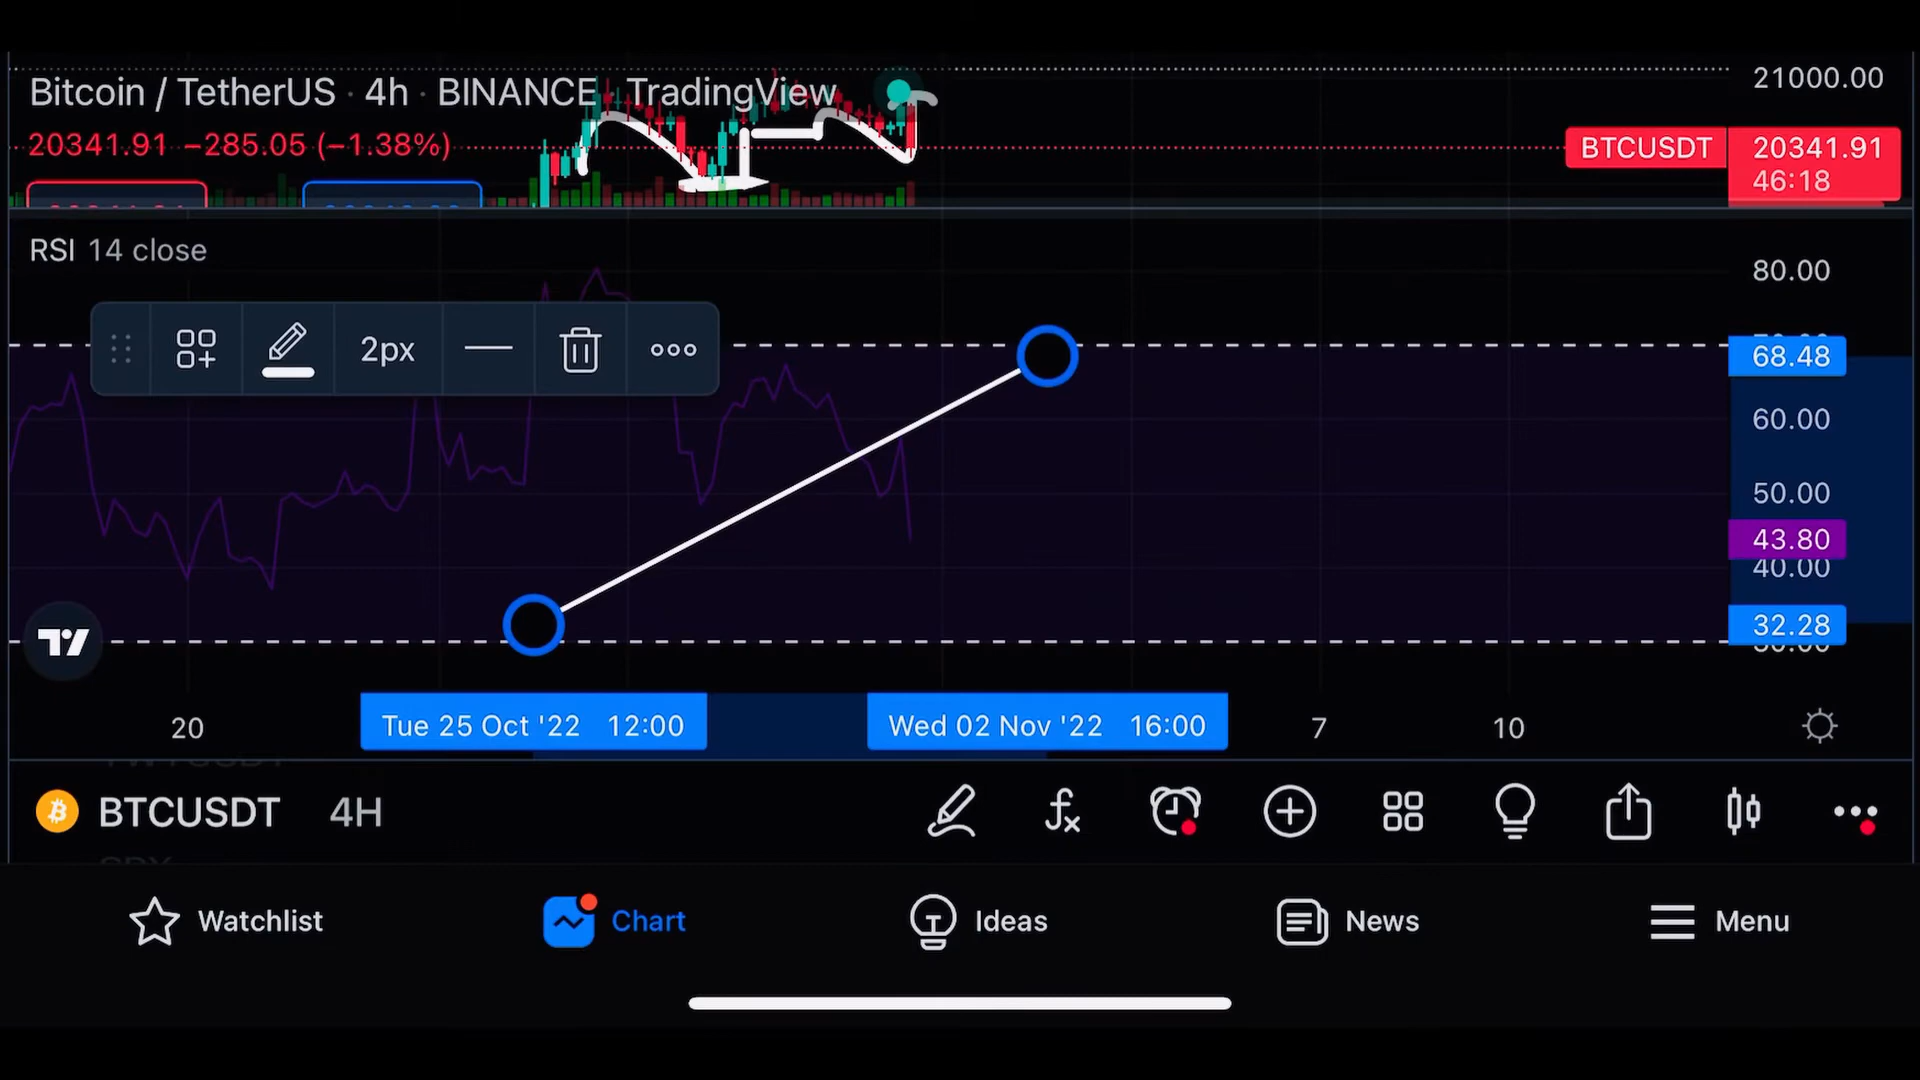 Bitcoin / TetherUS · 4h · BINANCE TradingView
21000.00
20341.91 −285.05 (−1.38%)
BTCUSDT 20341.91
46:18
RSI 14 close
80.00
2px
68.48
60.00
50.00
43.80
40.00
32.28
20
Tue 25 Oct '22 12:00
Wed 02 Nov '22 16:00
7
10
BTCUSDT 4H
Watchlist
Chart
Ideas
News
Menu